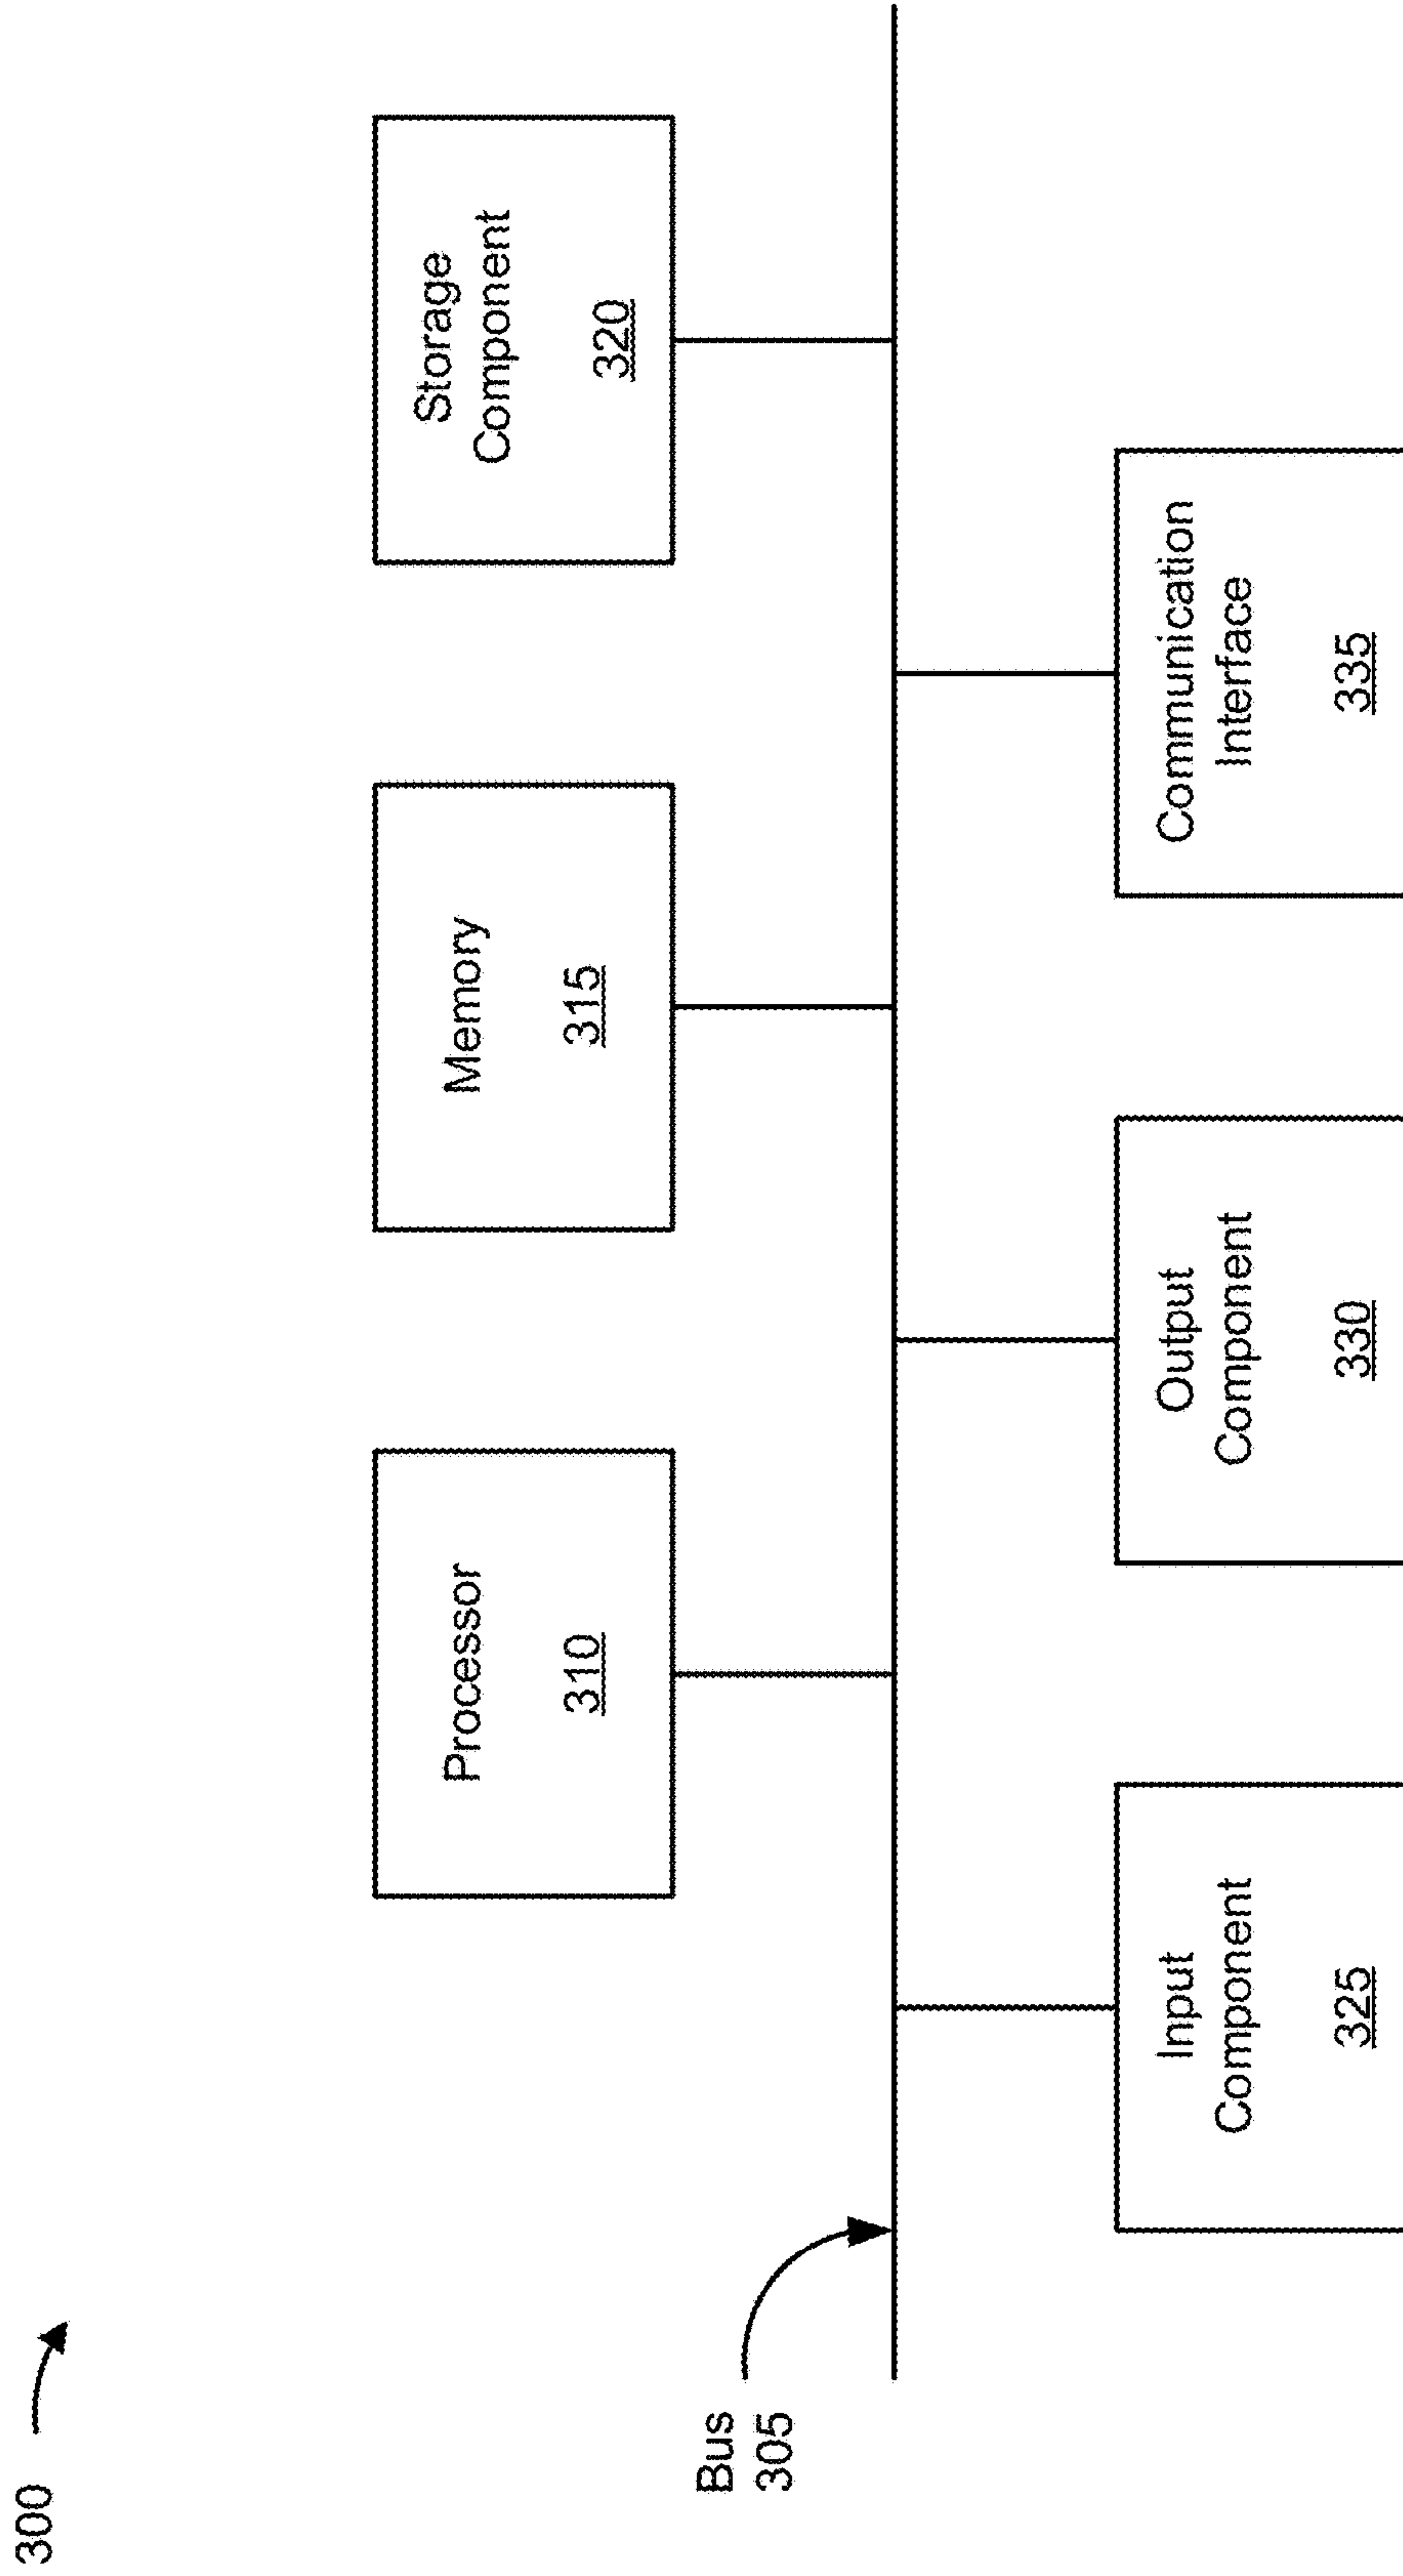 300
Processor
310
Memory
315
Storage
Component
320
Bus
305
Input
Component
325
Output
Component
330
Communication
Interface
335